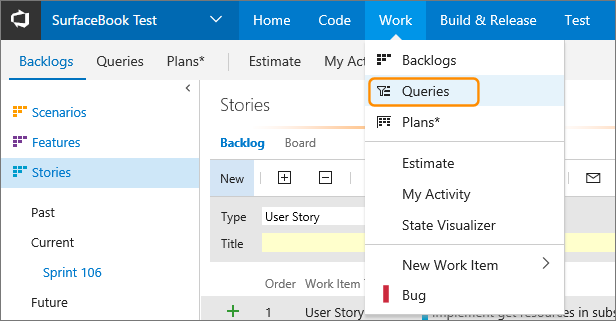 SurfaceBook Test Home Code Work Build & Release Test
Backlogs Queries Plans* Estimate My Ac
Backlogs
Queries
Plans*
Estimate
My Activity
State Visualizer
New Work Item
Bug
Scenarios
Features
Stories
Past
Current
Sprint 106
Future
Stories
Backlog Board
New
Type User Story
Title
Order Work Item
1 User Story Implement get resources in subs